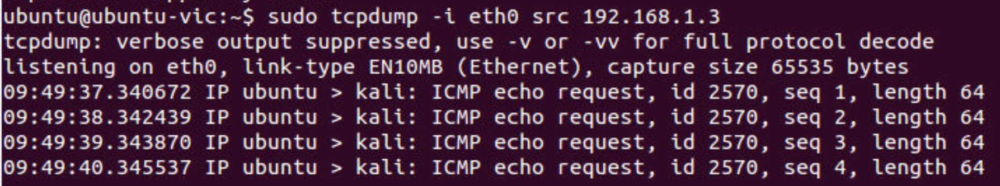 ubuntu@ubuntu-vic:~$ sudo tcpdump -i eth0 src 192.168.1.3
tcpdump: verbose output suppressed, use -v or -vv for full protocol decode
listening on eth0, link-type EN10MB (Ethernet), capture size 65535 bytes
09:49:37.340672 IP ubuntu > kali: ICMP echo request, id 2570, seq 1, length 64
09:49:38.342439 IP ubuntu > kali: ICMP echo request, id 2570, seq 2, length 64
09:49:39.343870 IP ubuntu > kali: ICMP echo request, id 2570, seq 3, length 64
09:49:40.345537 IP ubuntu > kali: ICMP echo request, id 2570, seq 4, length 64